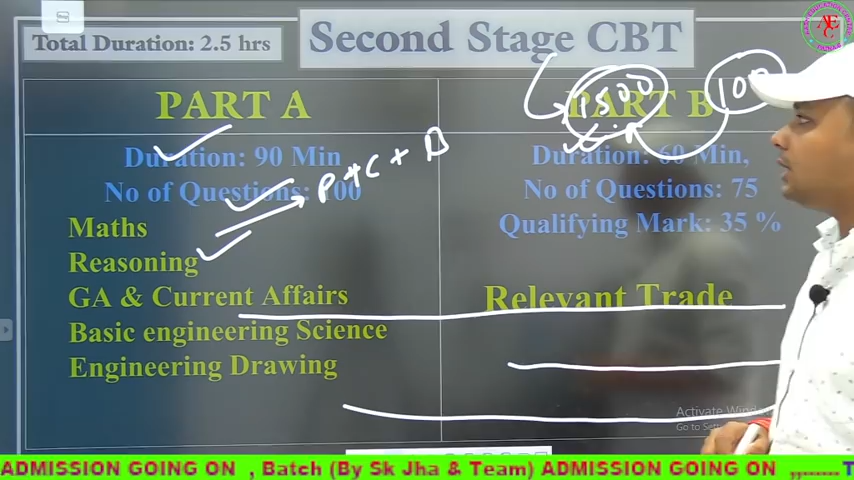 Total Duration: 2.5 hrs
Second Stage CBT
PART A
Duration: 90 Min
No of Questions: 100
P + C + B
Maths
Reasoning
GA & Current Affairs
Basic engineering Science
Engineering Drawing
1500
PART B
Duration: 60 Min,
No of Questions: 75
Qualifying Mark: 35 %
Relevant Trade
AEC
ADMISSION GOING ON , Batch (By Sk Jha & Team) ADMISSION GOING ON ,,......T